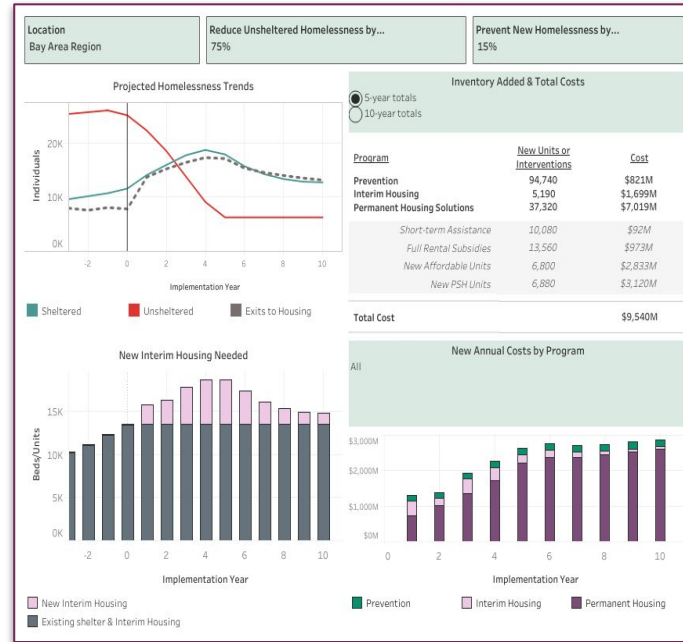 Location
Bay Area Region
Reduce Unsheltered Homelessness by...
75%
Prevent New Homelessness by...
15%
Projected Homelessness Trends
Individuals
20K
10K
0K
-2 0 2 4 6 8 10
Implementation Year
Sheltered Unsheltered Exits to Housing
Inventory Added & Total Costs
5-year totals
10-year totals
Program New Units or Interventions Cost
Prevention 94,740 $821M
Interim Housing 5,190 $1,699M
Permanent Housing Solutions 37,320 $7,019M
Short-term Assistance 10,080 $92M
Full Rental Subsidies 13,560 $973M
New Affordable Units 6,800 $2,833M
New PSH Units 6,880 $3,120M
Total Cost $9,540M
New Interim Housing Needed
Beds/Units
15K
10K
5K
0K
-2 0 2 4 6 8 10
Implementation Year
New Interim Housing
Existing shelter & Interim Housing
New Annual Costs by Program
All
$3,000M
$2,000M
$1,000M
$0M
0 2 4 6 8 10
Implementation Year
Prevention Interim Housing Permanent Housing